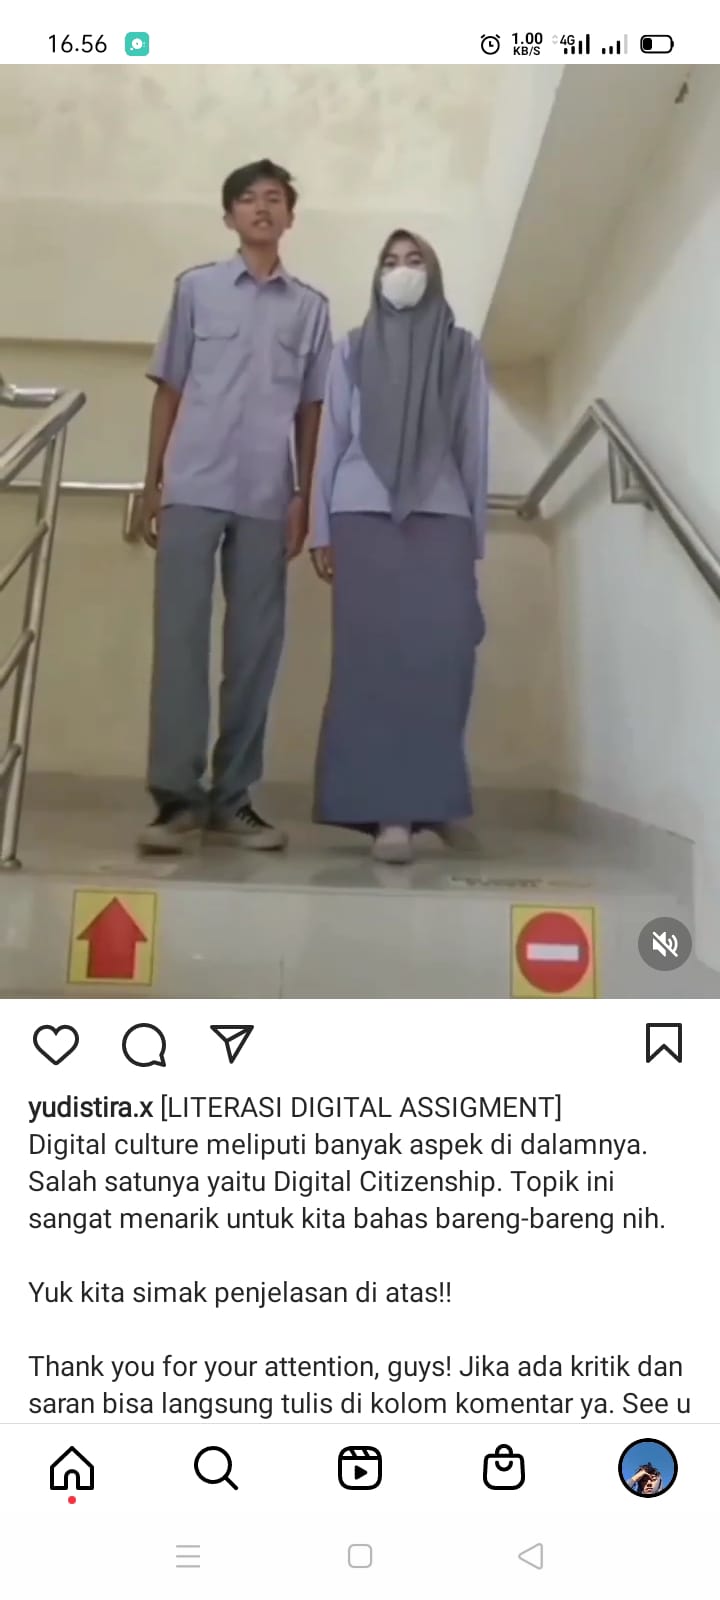 16.56
1.00
KB/S
4G
yudistira.x [LITERASI DIGITAL ASSIGMENT]
Digital culture meliputi banyak aspek di dalamnya.
Salah satunya yaitu Digital Citizenship. Topik ini
sangat menarik untuk kita bahas bareng-bareng nih.
Yuk kita simak penjelasan di atas!!
Thank you for your attention, guys! Jika ada kritik dan
saran bisa langsung tulis di kolom komentar ya. See u